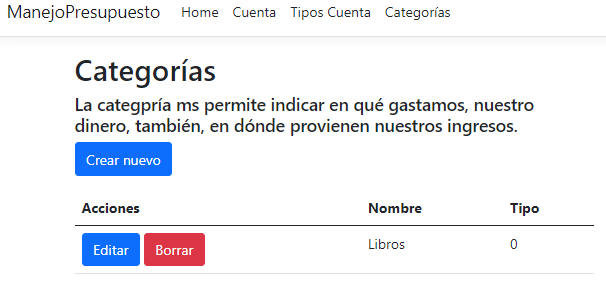 ManejoPresupuesto Home Cuenta Tipos Cuenta Categorías
Categorías
La categpría ms permite indicar en qué gastamos, nuestro
dinero, también, en dónde provienen nuestros ingresos.
Crear nuevo
Acciones Nombre Tipo
Editar Borrar Libros 0